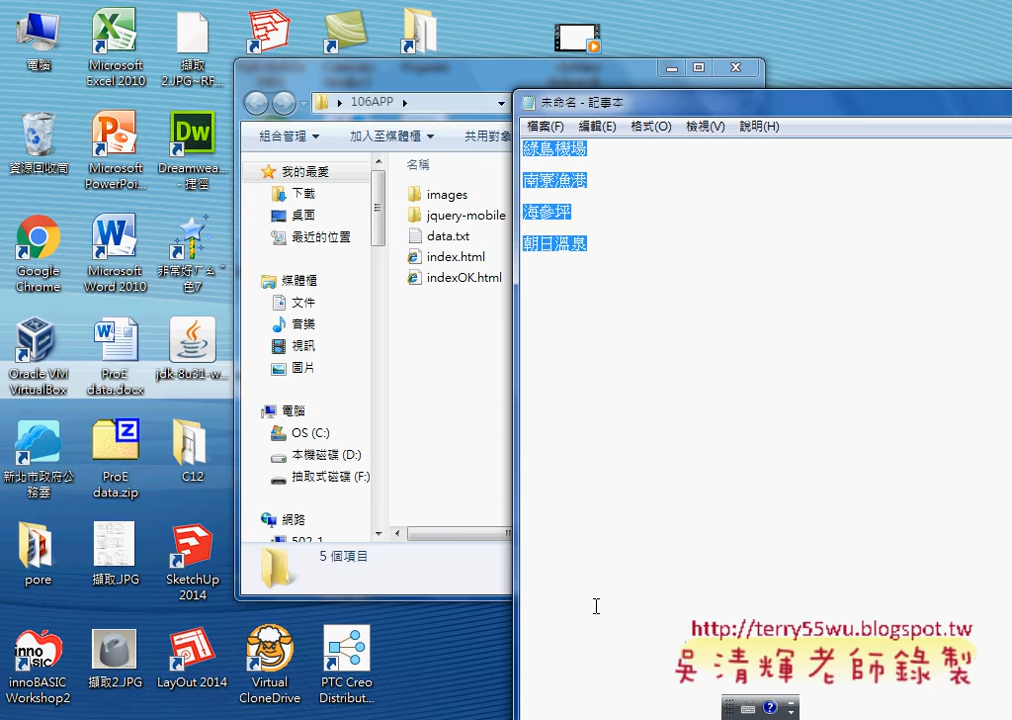 電腦
Microsoft
Excel 2010
擷取
2.JPG~RF...
資源回收筒
Microsoft
PowerPoi...
Dreamwea...
- 捷徑
Google
Chrome
Microsoft
Word 2010
色7
Oracle VM
VirtualBox
ProE
data.docx
jdk-8u31-w...
新北市政府公
務雲
ProE
data.zip
C12
pore
擷取.JPG
SketchUp
2014
innoBASIC
Workshop2
擷取2.JPG
LayOut 2014
Virtual
CloneDrive
PTC Creo
Distribut...
106APP
組合管理
加入至媒體櫃
共用對象
我的最愛
下載
桌面
最近的位置
媒體櫃
文件
音樂
視訊
圖片
電腦
OS (C:)
本機磁碟 (D:)
抽取式磁碟 (F:)
網路
502-1
名稱
images
jquery-mobile
data.txt
index.html
indexOK.html
5 個項目
未命名 - 記事本
檔案(F) 編輯(E) 格式(O) 檢視(V) 說明(H)
綠島機場
南寮漁港
海參坪
朝日溫泉
http://terry55wu.blogspot.tw
吳清輝老師錄製